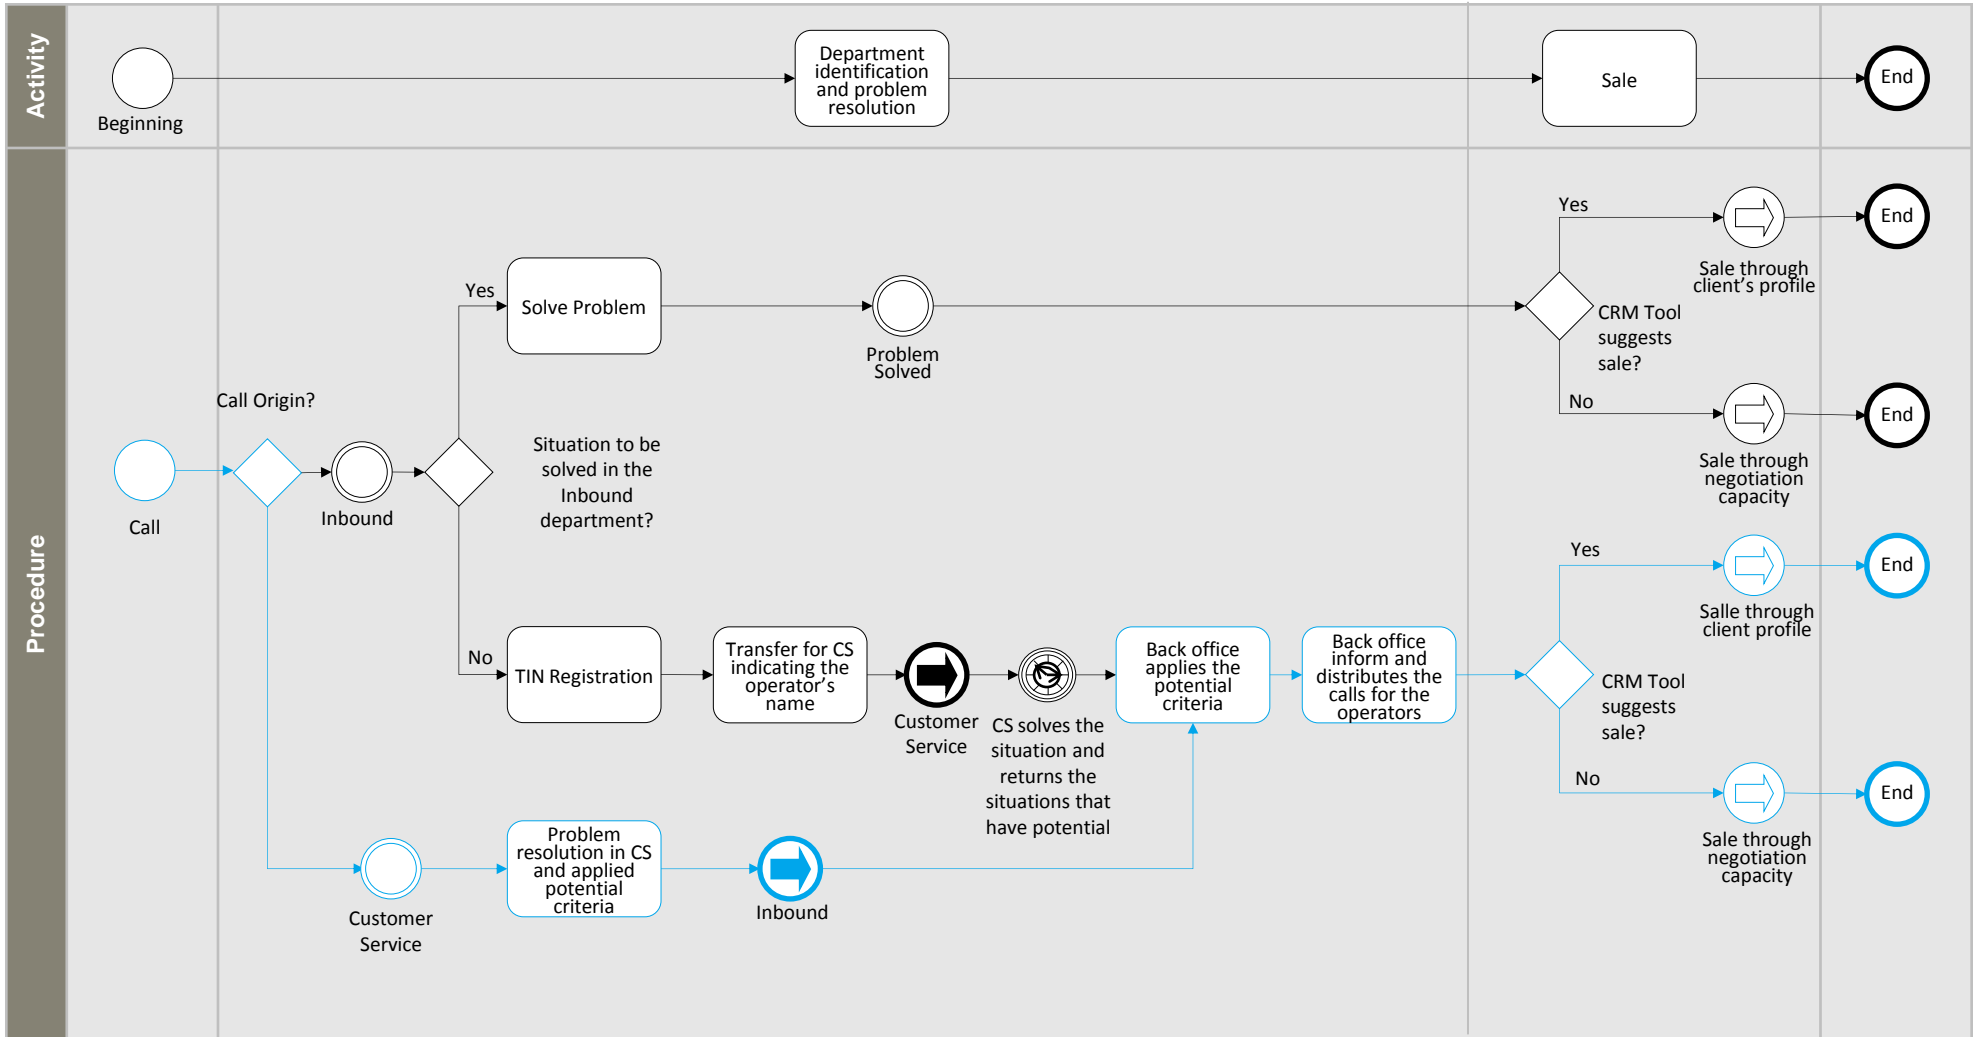 Activity
Beginning
Department
identification
and problem
resolution
Sale
End
Procedure
Call
Call Origin?
Inbound
Situation to be
solved in the
Inbound
department?
Yes
Solve Problem
Problem
Solved
CRM Tool
suggests
sale?
Yes
Sale through
client's profile
End
No
Sale through
negotiation
capacity
End
No
TIN Registration
Transfer for CS
indicating the
operator's
name
Customer
Service
CS solves the
situation and
returns the
situations that
have potential
Back office
applies the
potential
criteria
Back office
inform and
distributes the
calls for the
operators
CRM Tool
suggests
sale?
Yes
Salle through
client profile
End
No
Sale through
negotiation
capacity
End
Customer
Service
Problem
resolution in CS
and applied
potential
criteria
Inbound